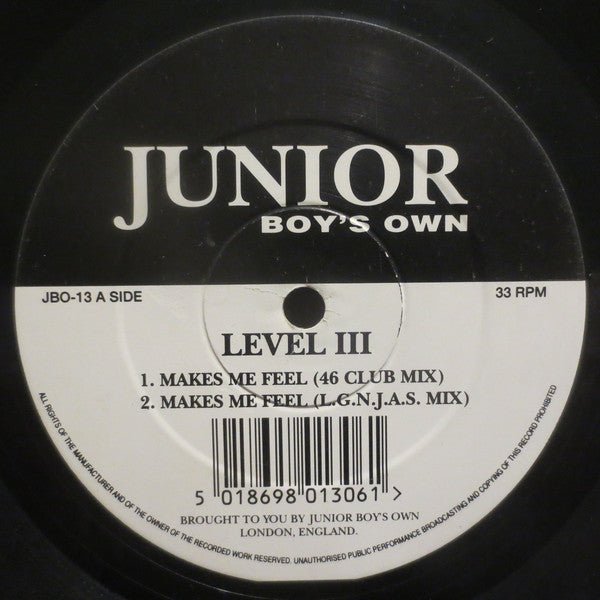 JUNIOR
BOY'S OWN
JBO-13 A SIDE
33 RPM
LEVEL III
1. MAKES ME FEEL (46 CLUB MIX)
2. MAKES ME FEEL (L.G.N.J.A.S. MIX)
5 018698 013061 >
BROUGHT TO YOU BY JUNIOR BOY'S OWN
LONDON, ENGLAND.
ALL RIGHTS OF THE MANUFACTURER AND OF THE OWNER OF THE RECORDED WORK RESERVED. UNAUTHORISED PUBLIC PERFORMANCE BROADCASTING AND COPYING OF THIS RECORD PROHIBITED